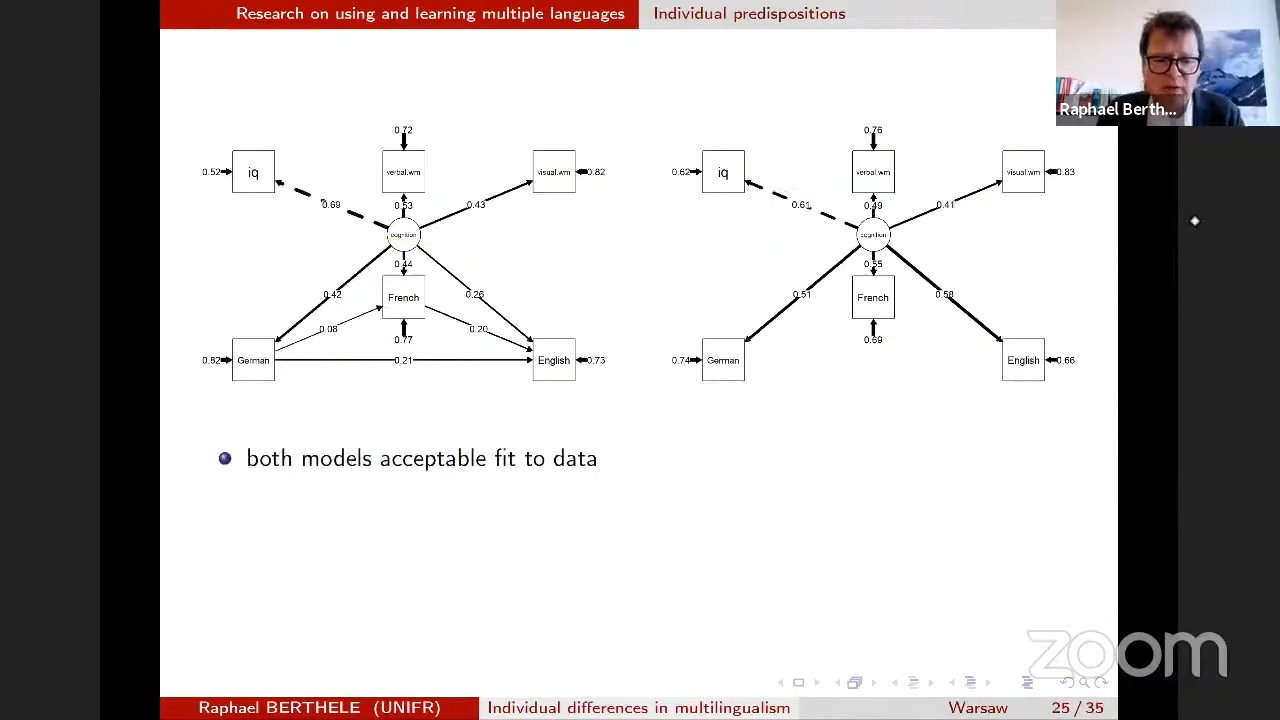 Research on using and learning multiple languages Individual predispositions
Raphael Berth...
0.72
0.52 iq verbal.wm visual.wm 0.82
0.69 0.53 0.43
cognition
0.44
0.42 French 0.26
0.08 0.20
0.77
0.82 German 0.21 English 0.73
0.76
0.62 iq verbal.wm visual.wm 0.83
0.61 0.49 0.41
cognition
0.55
0.51 French 0.58
0.69
0.74 German English 0.66
both models acceptable fit to data
zoom
Raphael BERTHELE (UNIFR) Individual differences in multilingualism Warsaw 25 / 35